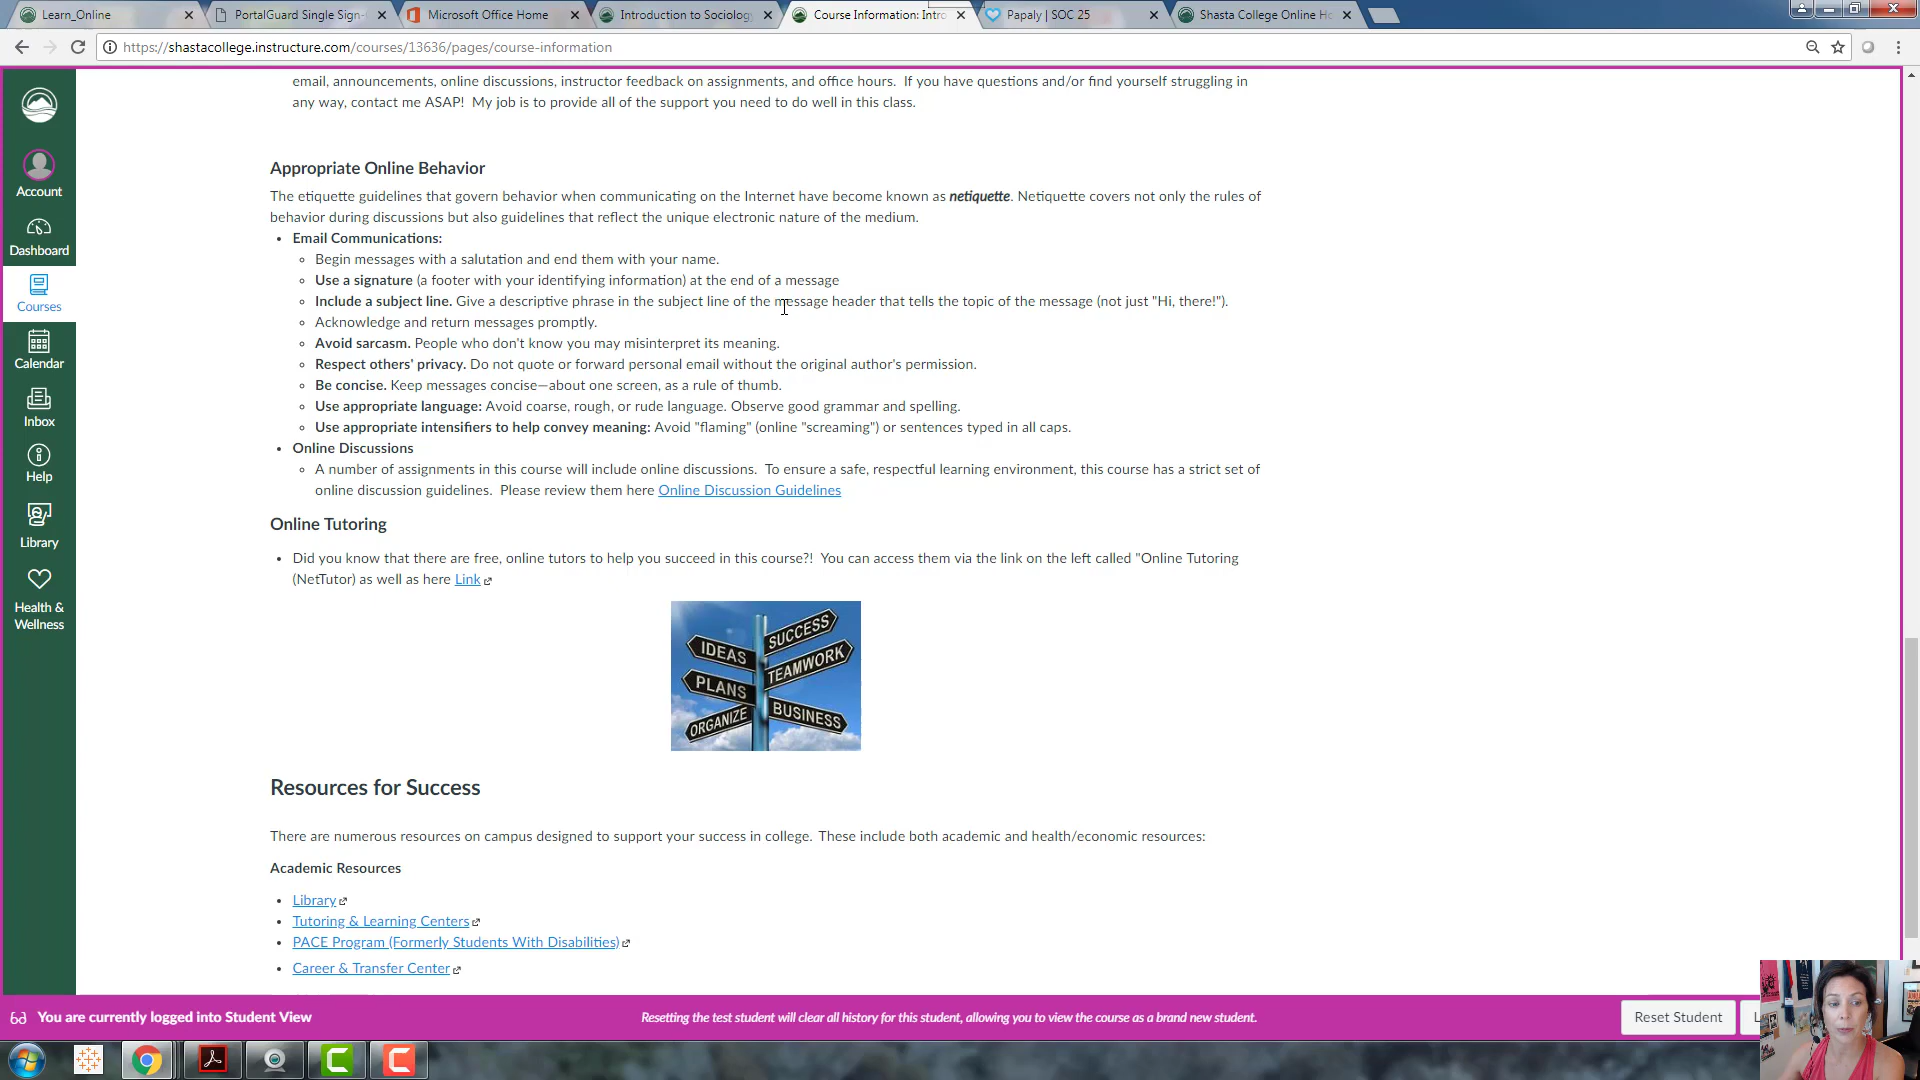 Learn_Online
PortalGuard Single Sign-
Microsoft Office Home
Introduction to Sociology
Course Information: Intro
Papaly | SOC 25
Shasta College Online Ho
https://shastacollege.instructure.com/courses/13636/pages/course-information
Account
Dashboard
Courses
Calendar
Inbox
Help
Library
Health &
Wellness
email, announcements, online discussions, instructor feedback on assignments, and office hours. If you have questions and/or find yourself struggling in
any way, contact me ASAP! My job is to provide all of the support you need to do well in this class.
Appropriate Online Behavior
The etiquette guidelines that govern behavior when communicating on the Internet have become known as netiquette. Netiquette covers not only the rules of
behavior during discussions but also guidelines that reflect the unique electronic nature of the medium.
• Email Communications:
◦ Begin messages with a salutation and end them with your name.
◦ Use a signature (a footer with your identifying information) at the end of a message
◦ Include a subject line. Give a descriptive phrase in the subject line of the message header that tells the topic of the message (not just "Hi, there!").
◦ Acknowledge and return messages promptly.
◦ Avoid sarcasm. People who don't know you may misinterpret its meaning.
◦ Respect others' privacy. Do not quote or forward personal email without the original author's permission.
◦ Be concise. Keep messages concise—about one screen, as a rule of thumb.
◦ Use appropriate language: Avoid coarse, rough, or rude language. Observe good grammar and spelling.
◦ Use appropriate intensifiers to help convey meaning: Avoid "flaming" (online "screaming") or sentences typed in all caps.
• Online Discussions
◦ A number of assignments in this course will include online discussions. To ensure a safe, respectful learning environment, this course has a strict set of
online discussion guidelines. Please review them here Online Discussion Guidelines
Online Tutoring
• Did you know that there are free, online tutors to help you succeed in this course?! You can access them via the link on the left called "Online Tutoring
(NetTutor) as well as here Link
SUCCESS
IDEAS
TEAMWORK
PLANS
BUSINESS
ORGANIZE
Resources for Success
There are numerous resources on campus designed to support your success in college. These include both academic and health/economic resources:
Academic Resources
• Library
• Tutoring & Learning Centers
• PACE Program (Formerly Students With Disabilities)
• Career & Transfer Center
You are currently logged into Student View
Resetting the test student will clear all history for this student, allowing you to view the course as a brand new student.
Reset Student